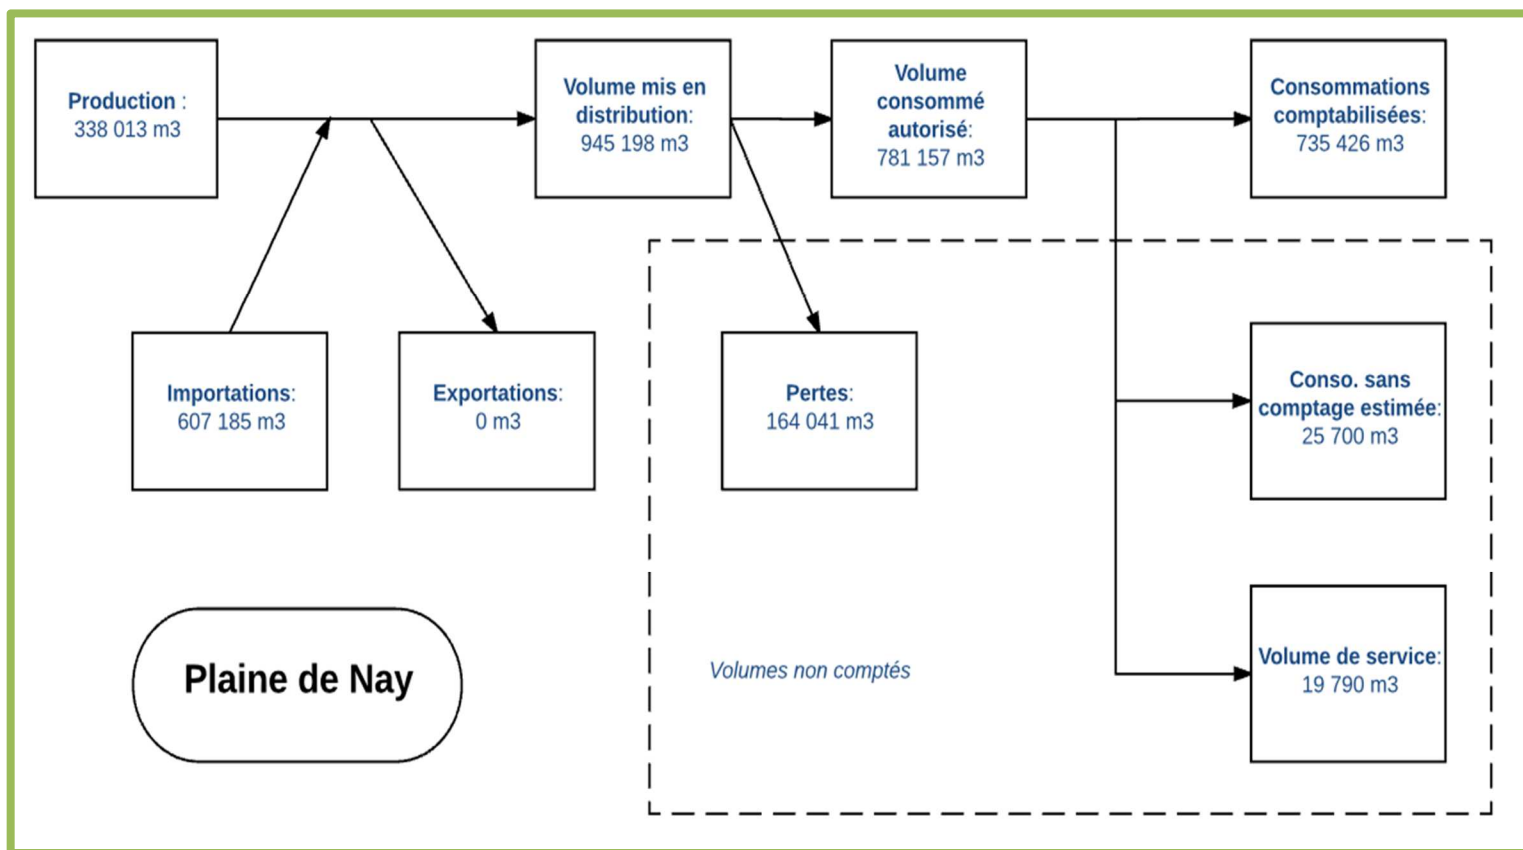 Production :
338 013 m3
Volume mis en
distribution:
945 198 m3
Volume
consommé
autorisé:
781 157 m3
Consommations
comptabilisées:
735 426 m3
Importations:
607 185 m3
Exportations:
0 m3
Pertes:
164 041 m3
Conso. sans
comptage estimée:
25 700 m3
Plaine de Nay
Volumes non comptés
Volume de service:
19 790 m3